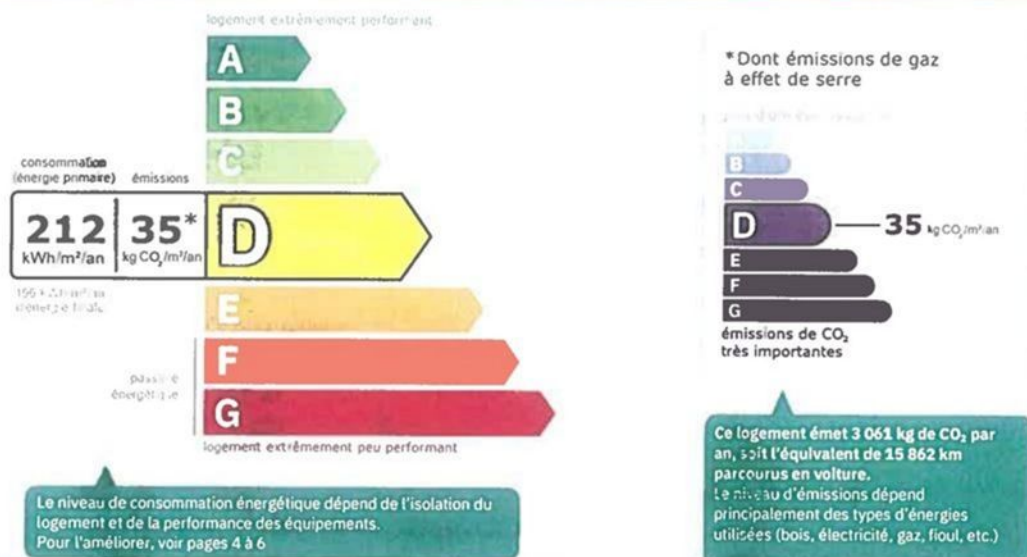 logement extrêmement performant
A
B
C
consommation
(énergie primaire)
émissions
212
kWh/m²/an
35*
kg CO₂/m²/an
D
E
F
passoire
énergétique
G
logement extrêmement peu performant
Le niveau de consommation énergétique dépend de l'isolation du
logement et de la performance des équipements.
Pour l'améliorer, voir pages 4 à 6
*Dont émissions de gaz
à effet de serre
B
C
D
35 kg CO₂/m²/an
E
F
G
émissions de CO₂
très importantes
Ce logement émet 3 061 kg de CO₂ par
an, soit l'équivalent de 15 862 km
parcourus en voiture.
Le niveau d'émissions dépend
principalement des types d'énergies
utilisées (bois, électricité, gaz, fioul, etc.)